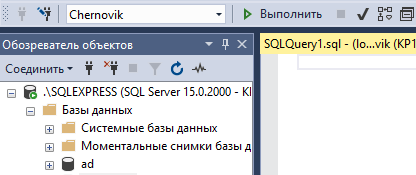 Chernovik Выполнить
Обозреватель объектов
SQLQuery1.sql - (lo...vik (KP1
Соединить
.\SQLEXPRESS (SQL Server 15.0.2000 -
Базы данных
Системные базы данных
Моментальные снимки базы
ad